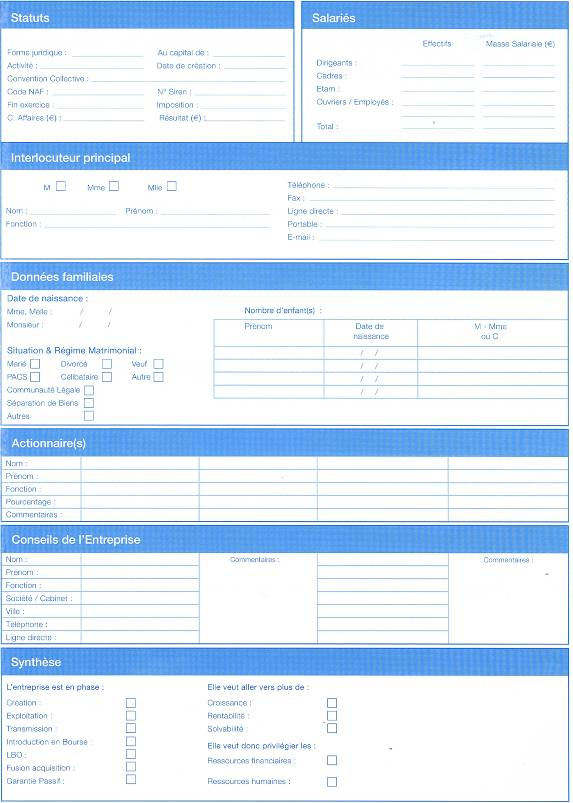 Statuts
Forme juridique : Au capital de :
Activité : Date de création :
Convention Collective :
Code NAF : N° Siren :
Fin exercice : Imposition :
C. Affaires (€) : Résultat (€) :
Salariés
Effectifs Masse Salariale (€)
Dirigeants :
Cadres :
Etam :
Ouvriers / Employés :
Total :
Interlocuteur principal
M Mme Mlle
Nom : Prénom :
Fonction :
Téléphone :
Fax :
Ligne directe :
Portable :
E-mail :
Données familiales
Date de naissance :
Mme, Melle : / /
Monsieur : / /
Situation & Régime Matrimonial :
Marié Divorcé Veuf
PACS Célibataire Autre
Communauté Légale
Séparation de Biens
Autres
Nombre d'enfant(s) :
Prénom Date de naissance M - Mme ou C
/ /
/ /
/ /
/ /
Actionnaire(s)
Nom :
Prénom :
Fonction :
Pourcentage :
Commentaires :
Conseils de l'Entreprise
Nom : Commentaires : Commentaires :
Prénom :
Fonction :
Société / Cabinet :
Ville :
Téléphone :
Ligne directe :
Synthèse
L'entreprise est en phase :
Création :
Exploitation :
Transmission :
Introduction en Bourse :
LBO :
Fusion acquisition :
Garantie Passif :
Elle veut aller vers plus de :
Croissance :
Rentabilité :
Solvabilité :
Elle veut donc privilégier les :
Ressources financières :
Ressources humaines :